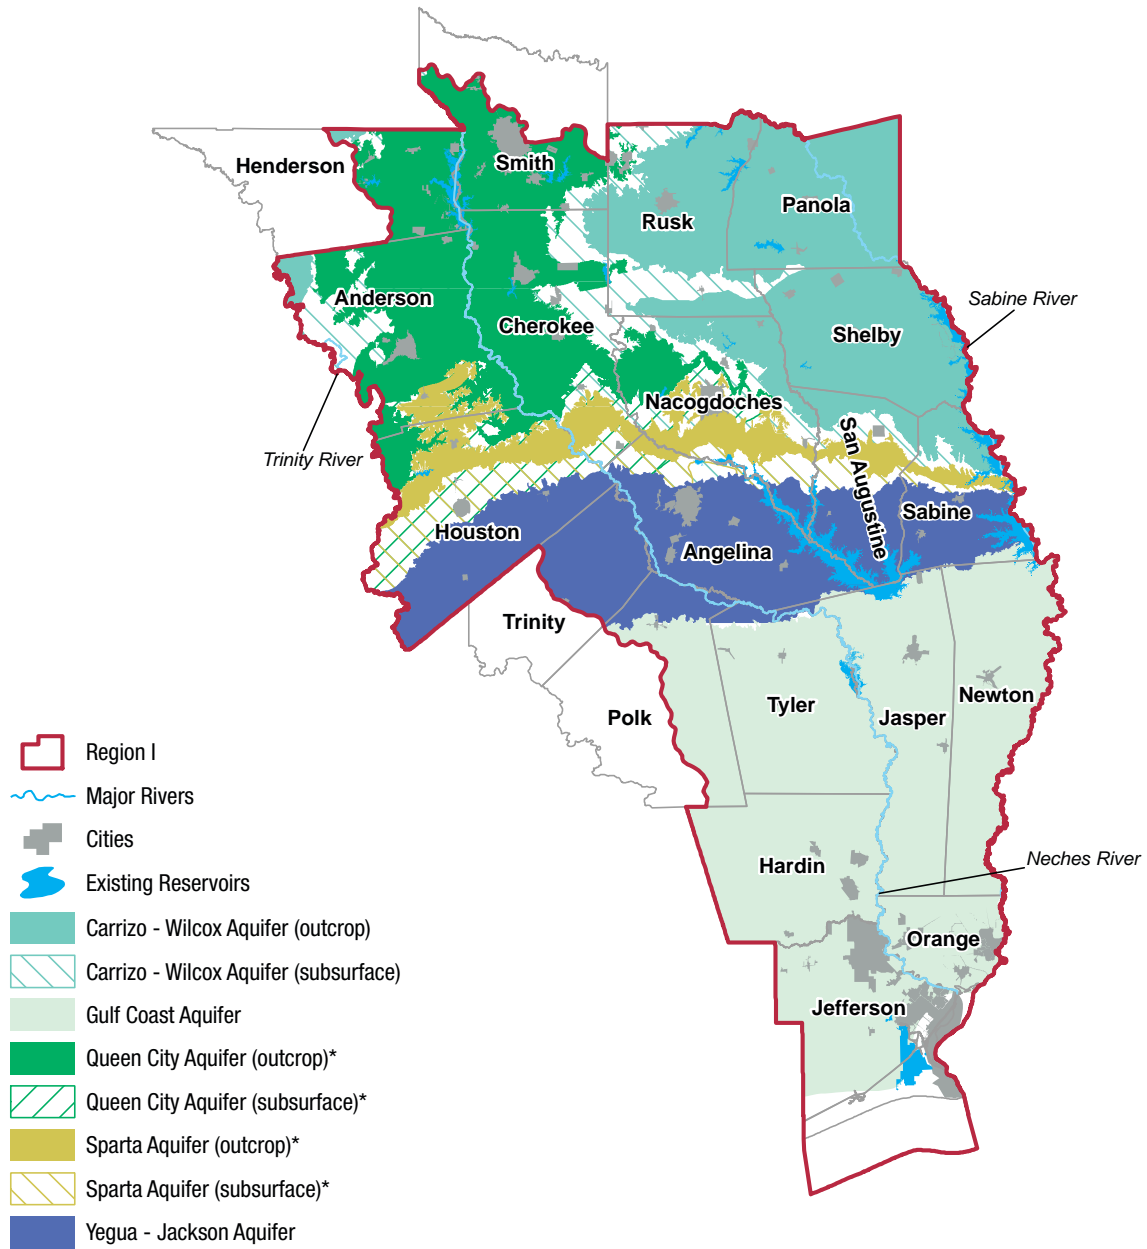 Henderson
Smith
Rusk
Panola
Anderson
Cherokee
Shelby
Sabine River
Nacogdoches
San Augustine
Trinity River
Houston
Angelina
Sabine
Trinity
Polk
Tyler
Jasper
Newton
Hardin
Neches River
Orange
Jefferson
Region I
Major Rivers
Cities
Existing Reservoirs
Carrizo - Wilcox Aquifer (outcrop)
Carrizo - Wilcox Aquifer (subsurface)
Gulf Coast Aquifer
Queen City Aquifer (outcrop)*
Queen City Aquifer (subsurface)*
Sparta Aquifer (outcrop)*
Sparta Aquifer (subsurface)*
Yegua - Jackson Aquifer